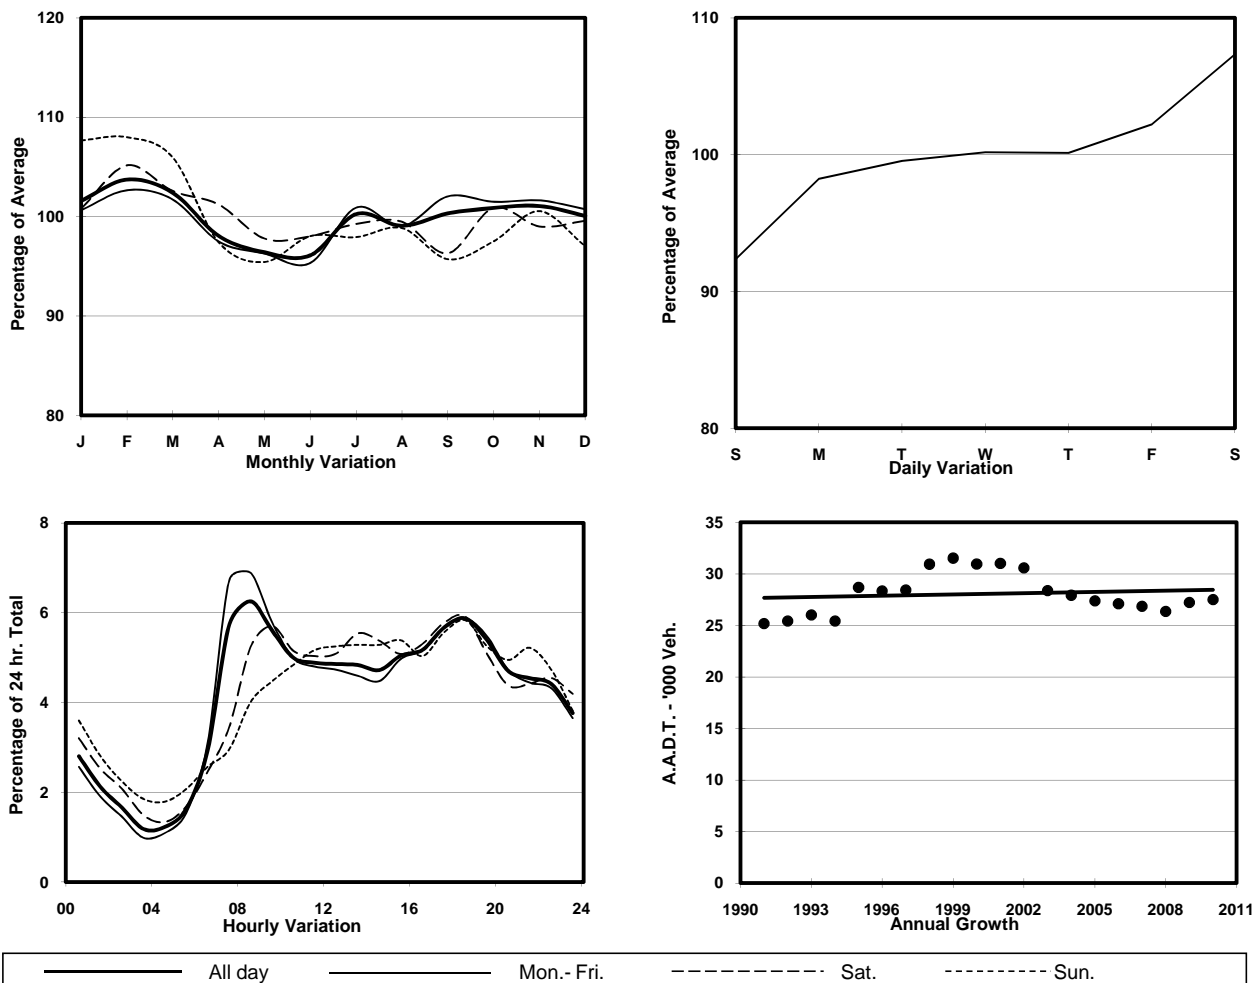 120
110
100
90
80
Percentage of Average
J F M A M J J A S O N D
Monthly Variation
110
100
90
80
Percentage of Average
S M T W T F S
Daily Variation
8
6
4
2
0
Percentage of 24 hr. Total
00 04 08 12 16 20 24
Hourly Variation
35
30
25
20
15
10
5
0
A.A.D.T. - '000 Veh.
1990 1993 1996 1999 2002 2005 2008 2011
Annual Growth
All day Mon.- Fri. Sat. Sun.